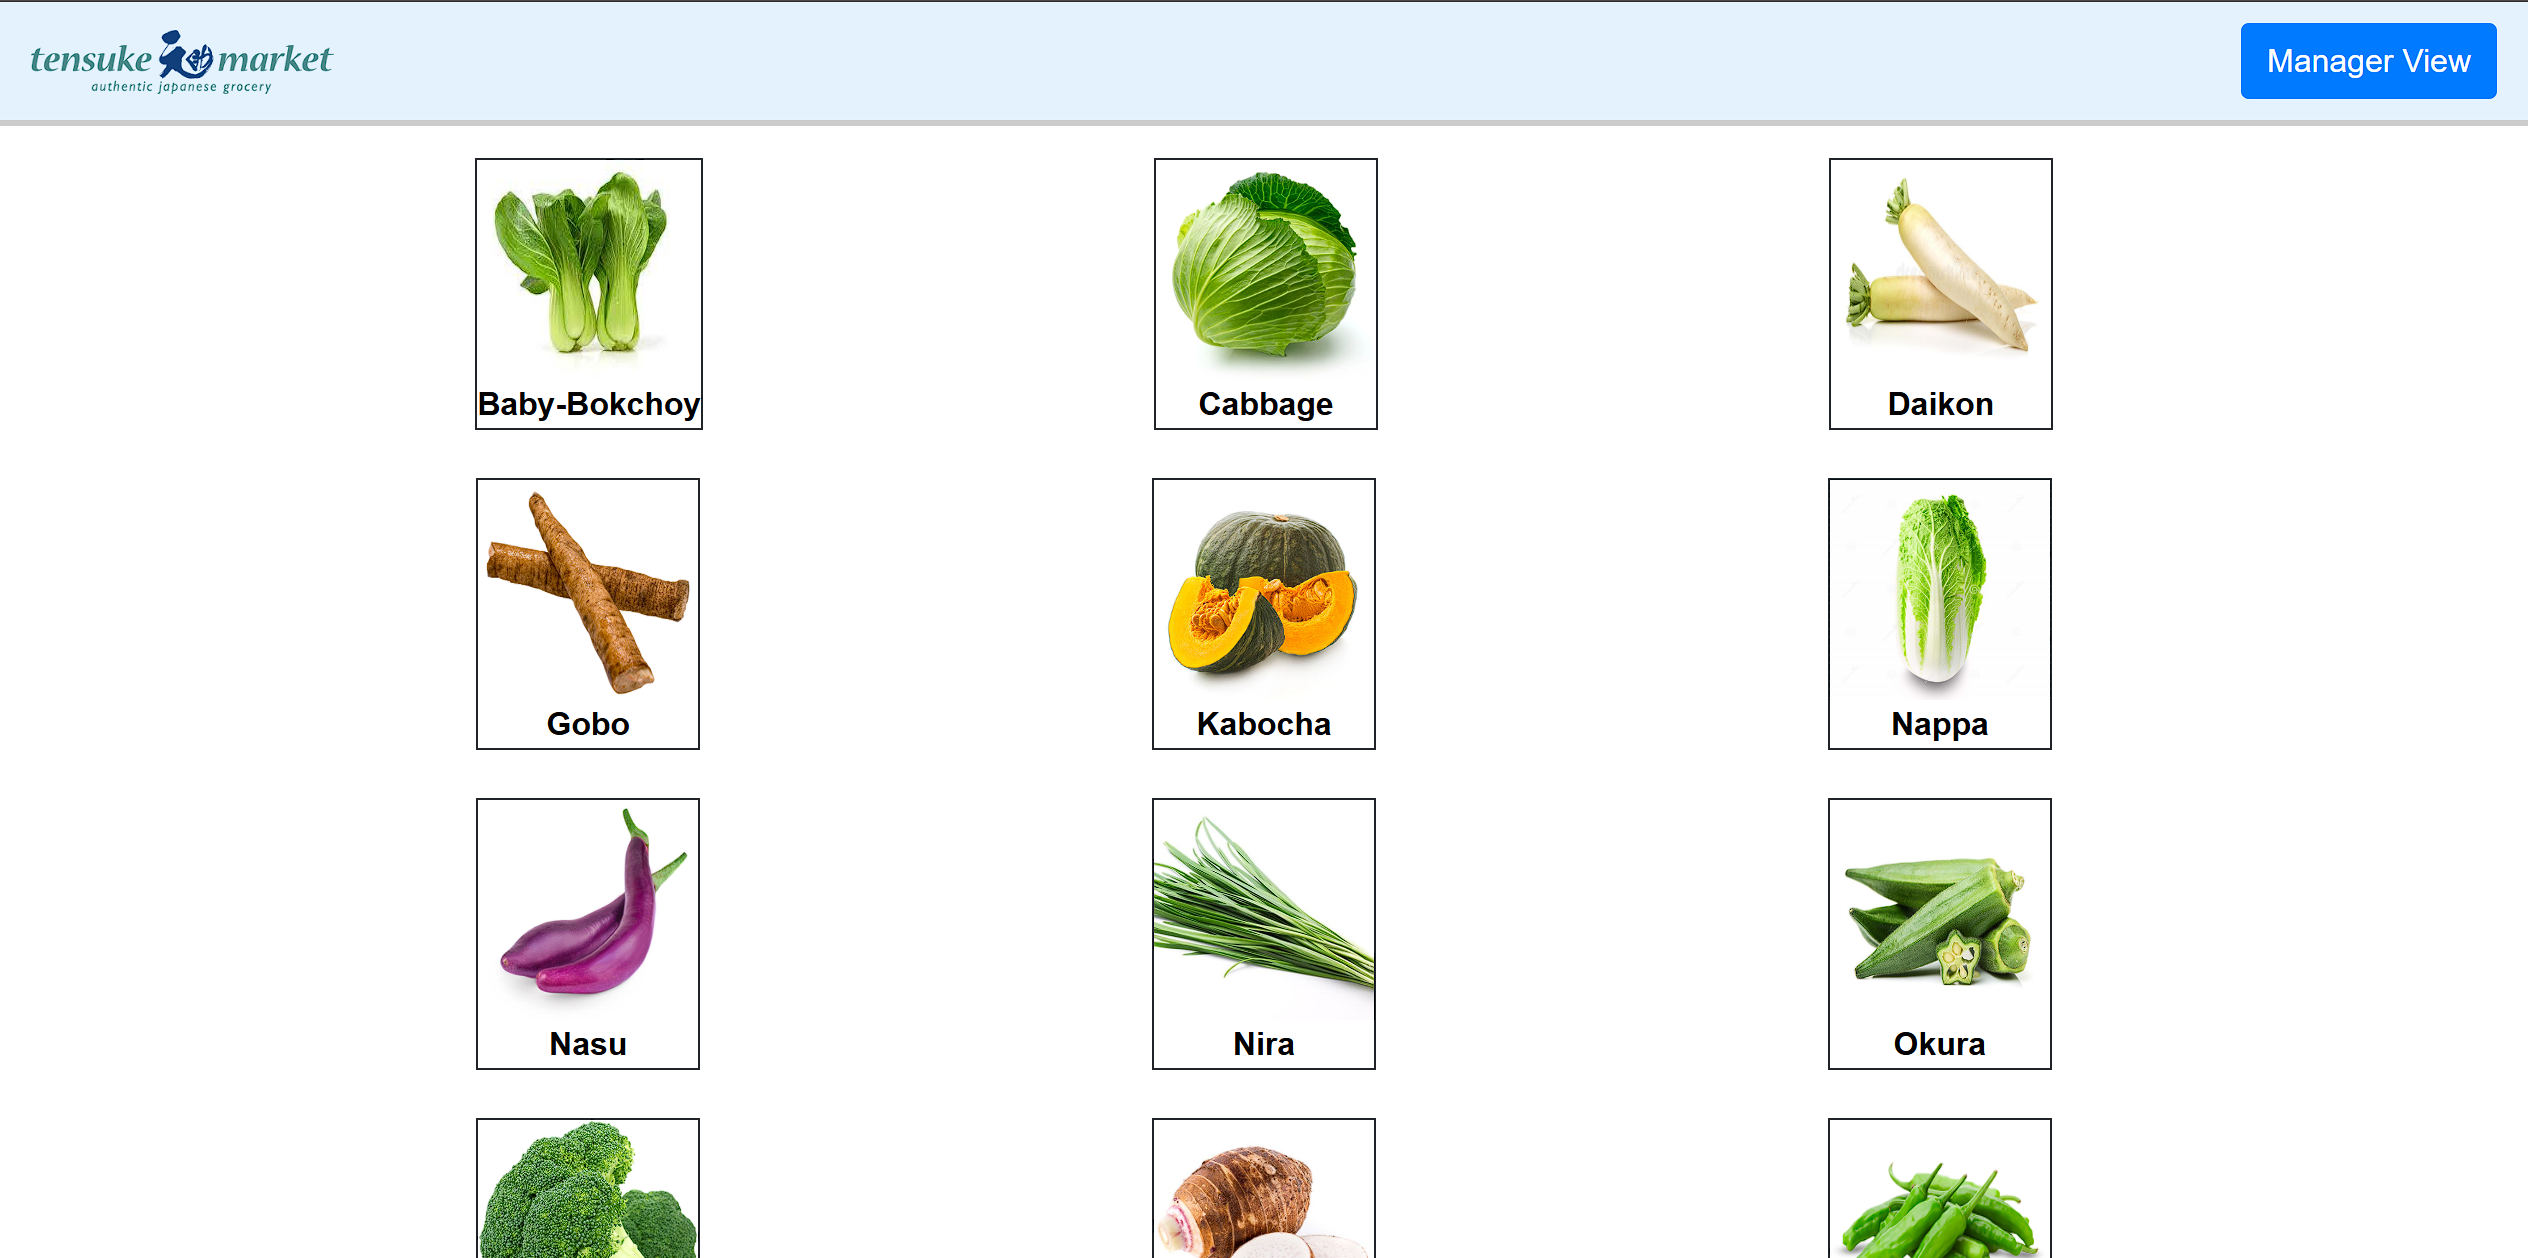 tensuke market
authentic japanese grocery
Manager View
Baby-Bokchoy
Cabbage
Daikon
Gobo
Kabocha
Nappa
Nasu
Nira
Okura